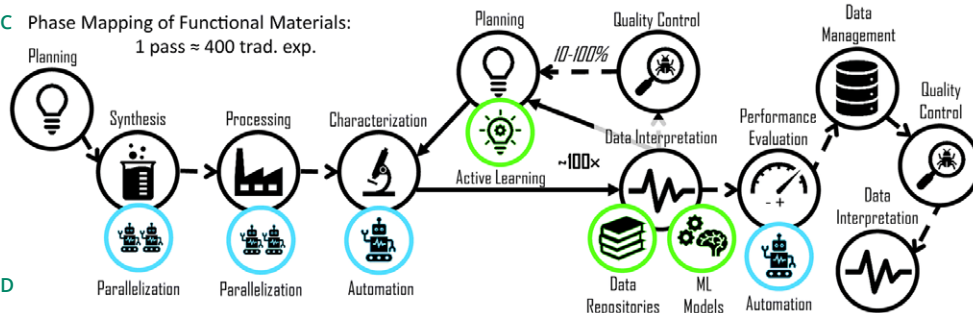 C Phase Mapping of Functional Materials:
1 pass ≈ 400 trad. exp.
Planning
Synthesis
Processing
Characterization
Planning
Quality Control
10-100%
Active Learning
Data Interpretation
~100x
Performance
Evaluation
- +
Data
Management
Quality
Control
Data
Interpretation
Parallelization
Parallelization
Automation
Data
Repositories
ML
Models
Automation
D